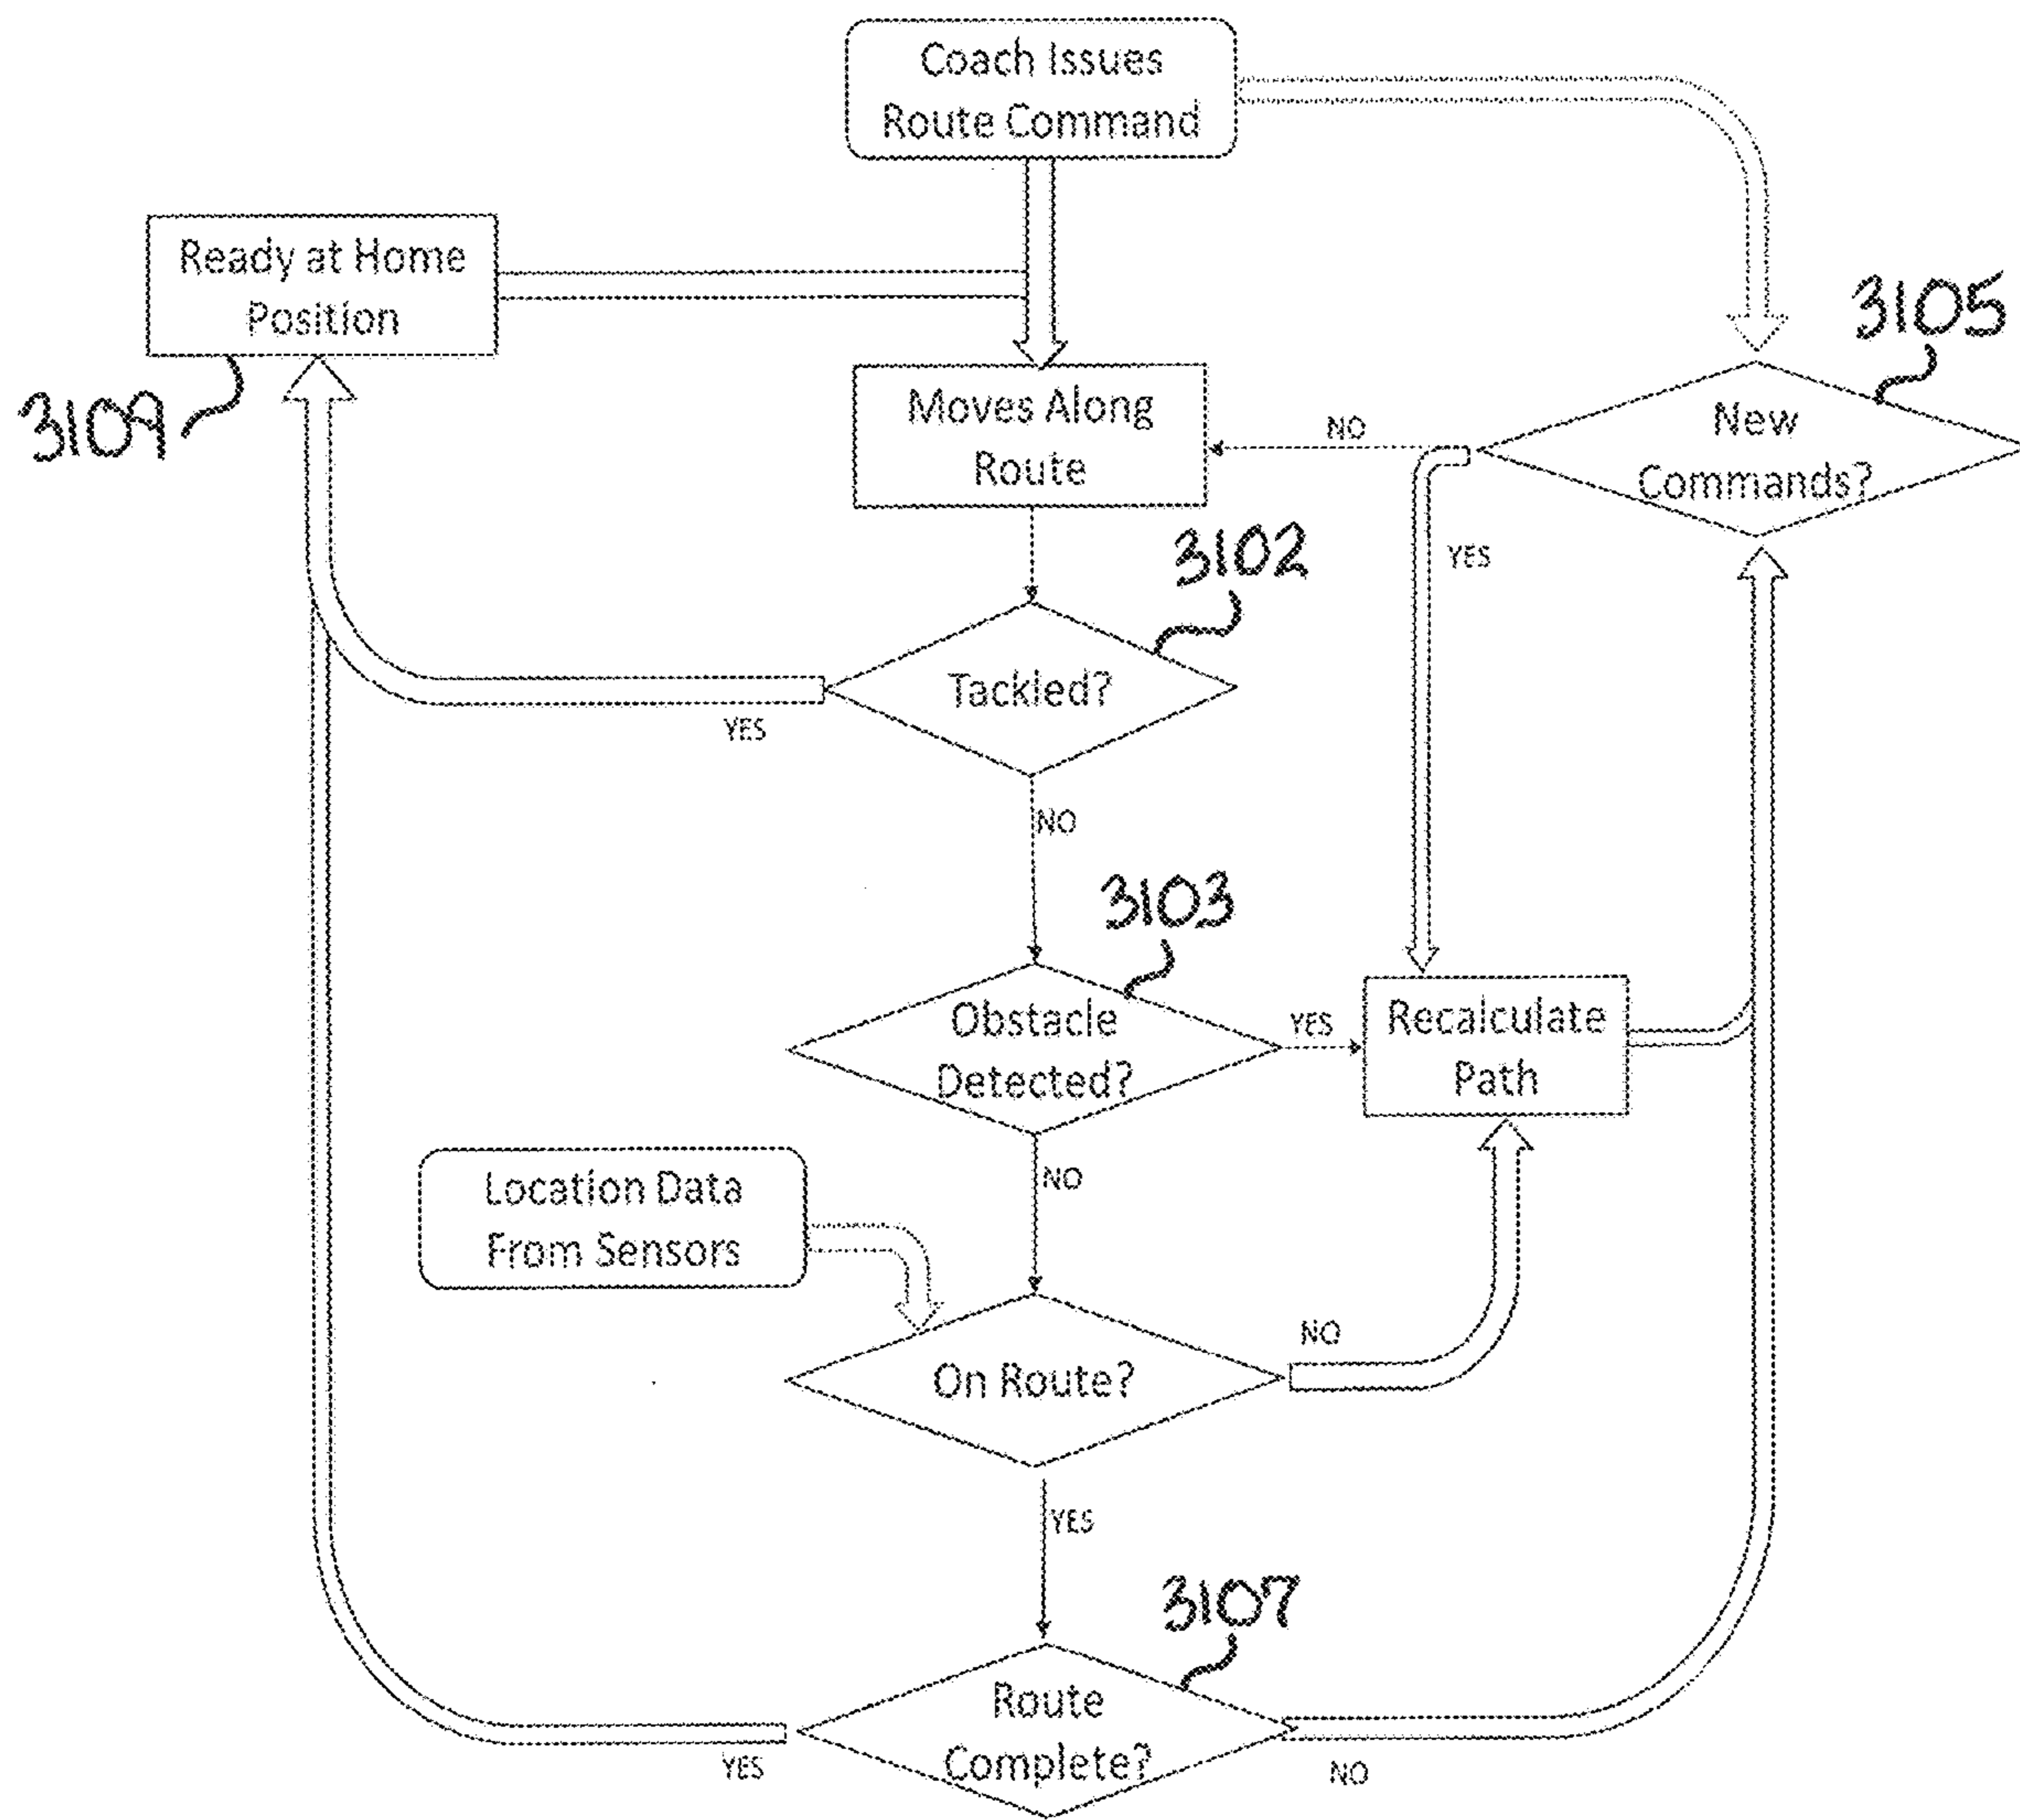 Coach Issues
Route Command
Ready at Home
Position
3109
3105
Moves Along
Route
NO
New
Commands?
YES
3102
Tackled?
YES
NO
3103
Obstacle
Detected?
YES
Recalculate
Path
NO
Location Data
From Sensors
On Route?
NO
YES
3107
Route
Complete?
YES
NO